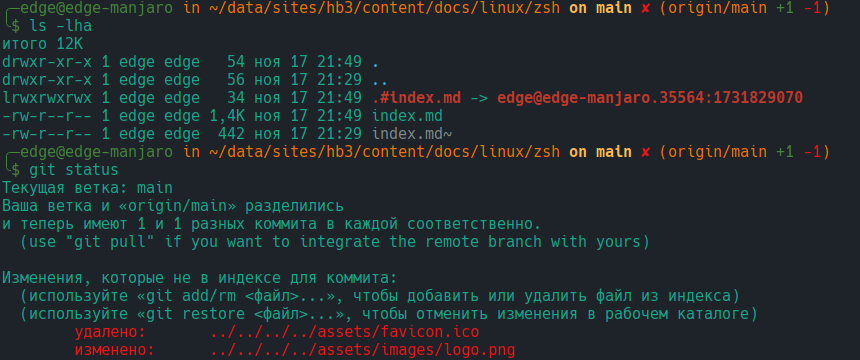 ╭─edge@edge-manjaro in ~/data/sites/hb3/content/docs/linux/zsh on main ✘ (origin/main +1 -1)
╰$ ls -lha
итого 12K
drwxr-xr-x 1 edge edge   54 ноя 17 21:49 .
drwxr-xr-x 1 edge edge   56 ноя 17 21:29 ..
lrwxrwxrwx 1 edge edge   34 ноя 17 21:49 .#index.md -> edge@edge-manjaro.35564:1731829070
-rw-r--r-- 1 edge edge 1,4K ноя 17 21:49 index.md
-rw-r--r-- 1 edge edge  442 ноя 17 21:29 index.md~
╭─edge@edge-manjaro in ~/data/sites/hb3/content/docs/linux/zsh on main ✘ (origin/main +1 -1)
╰$ git status
Текущая ветка: main
Ваша ветка и «origin/main» разделились
и теперь имеют 1 и 1 разных коммита в каждой соответственно.
  (use "git pull" if you want to integrate the remote branch with yours)

Изменения, которые не в индексе для коммита:
  (используйте «git add/rm <файл>...», чтобы добавить или удалить файл из индекса)
  (используйте «git restore <файл>...», чтобы отменить изменения в рабочем каталоге)
        удалено:       ../../../../assets/favicon.ico
        изменено:      ../../../../assets/images/logo.png